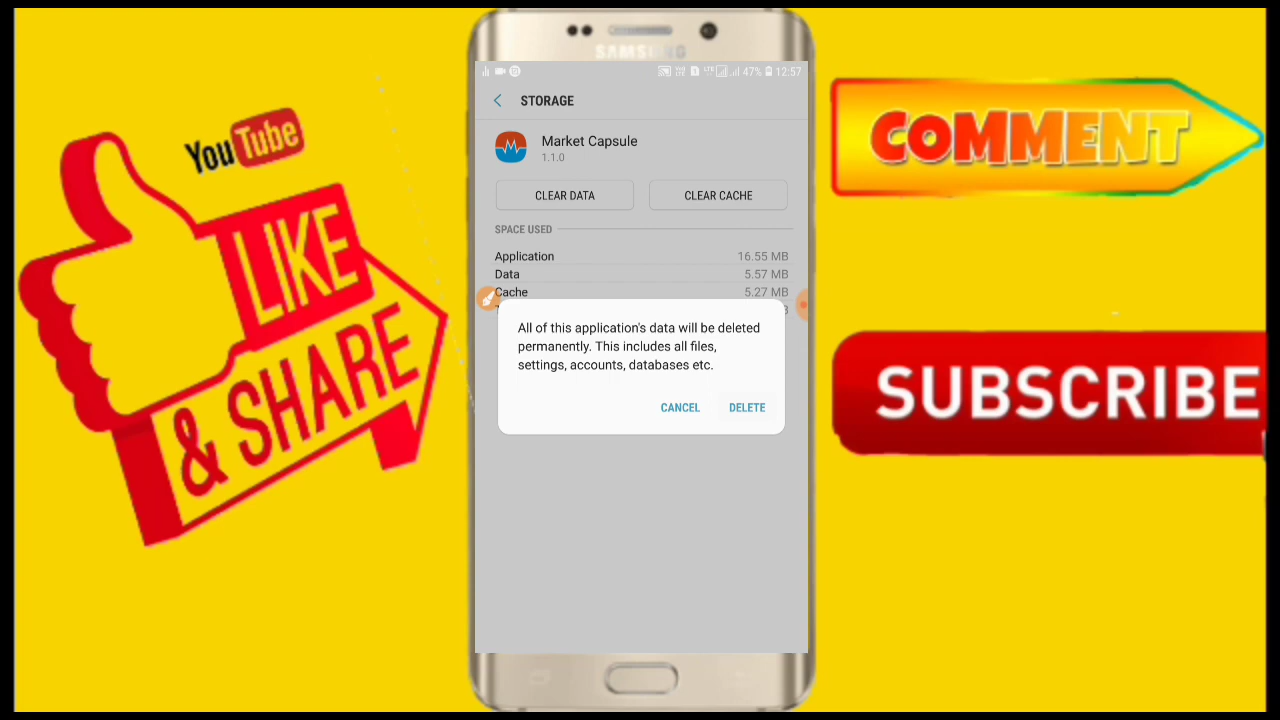 YouTube
LIKE
& SHARE
SAMSUNG
47% 12:57
STORAGE
Market Capsule
1.1.0
CLEAR DATA
CLEAR CACHE
SPACE USED
Application 16.55 MB
Data 5.57 MB
Cache 5.27 MB
All of this application's data will be deleted
permanently. This includes all files,
settings, accounts, databases etc.
CANCEL
DELETE
CoMMENT
SUBSCRIBE